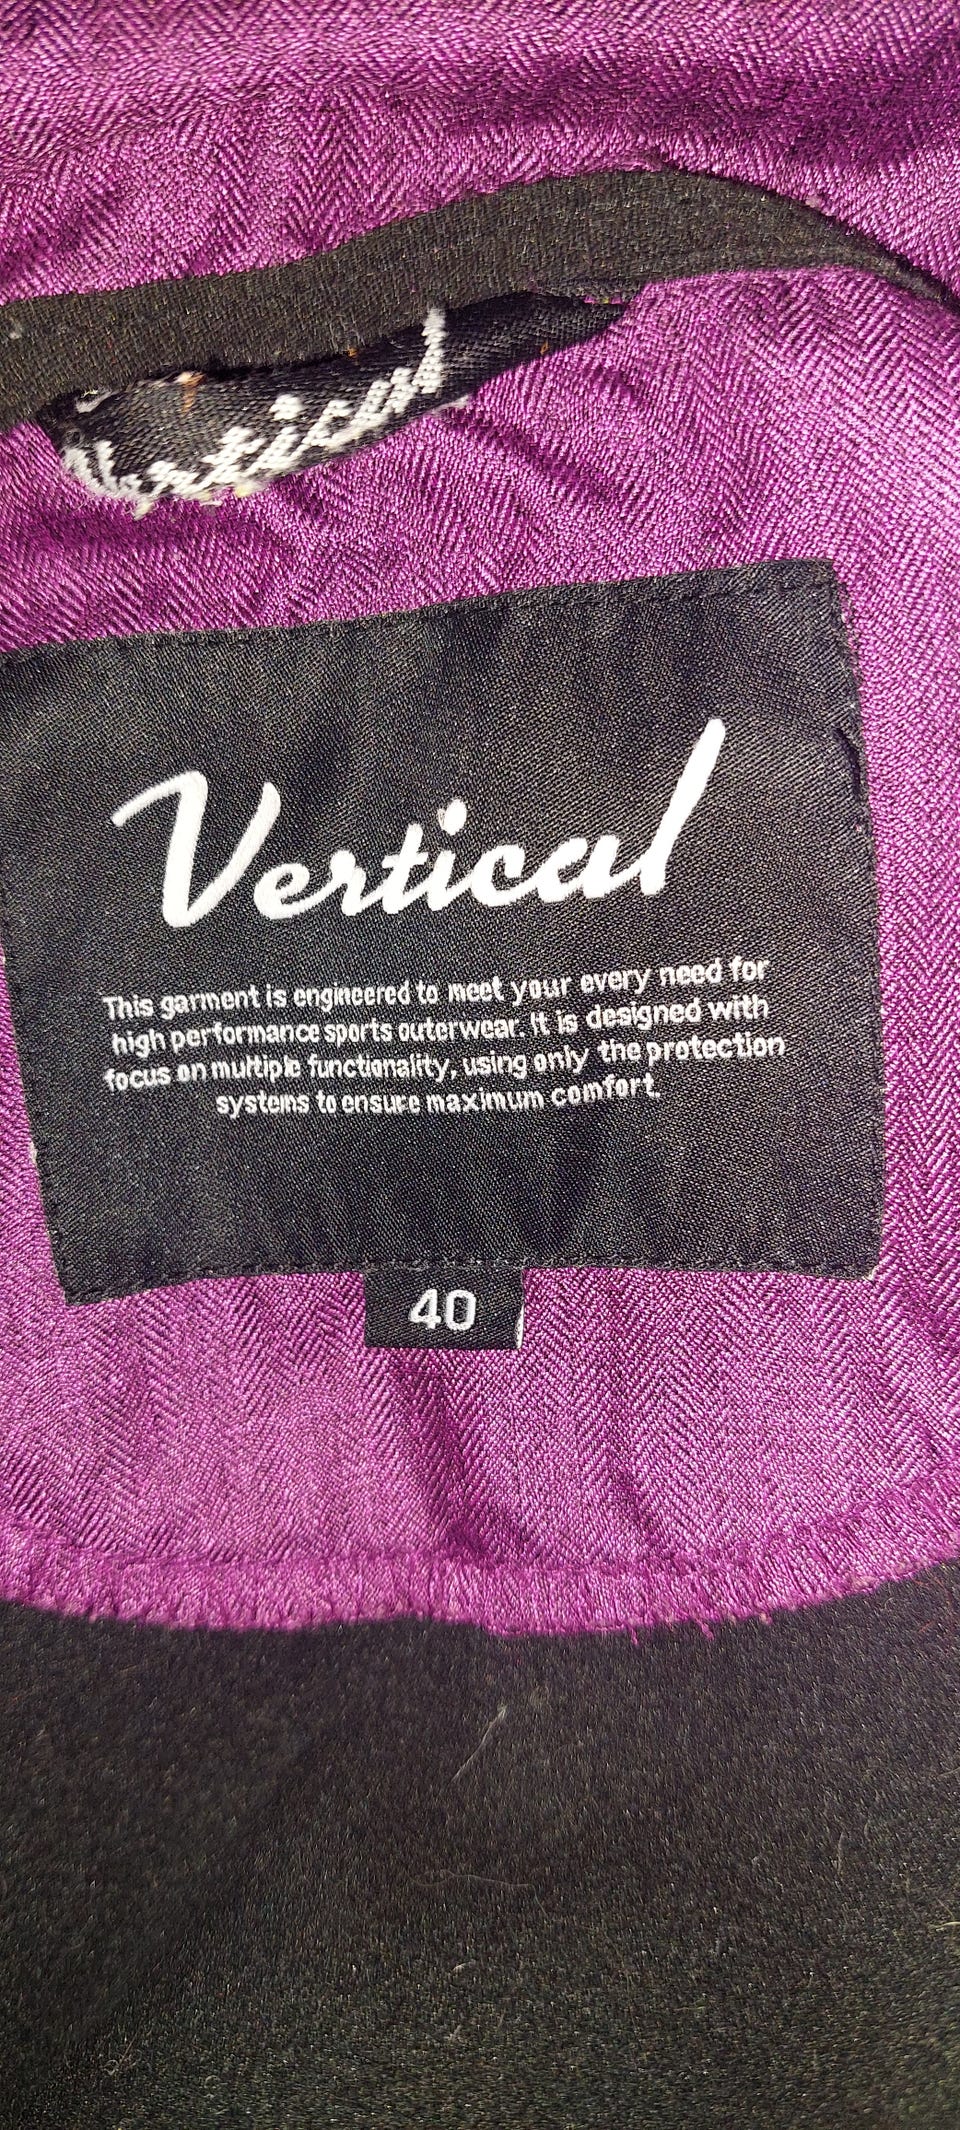 Vertical
Vertical
This garment is engineered to meet your every need for
high performance sports outerwear. It is designed with
focus on multiple functionality, using only the protection
systems to ensure maximum comfort.
40